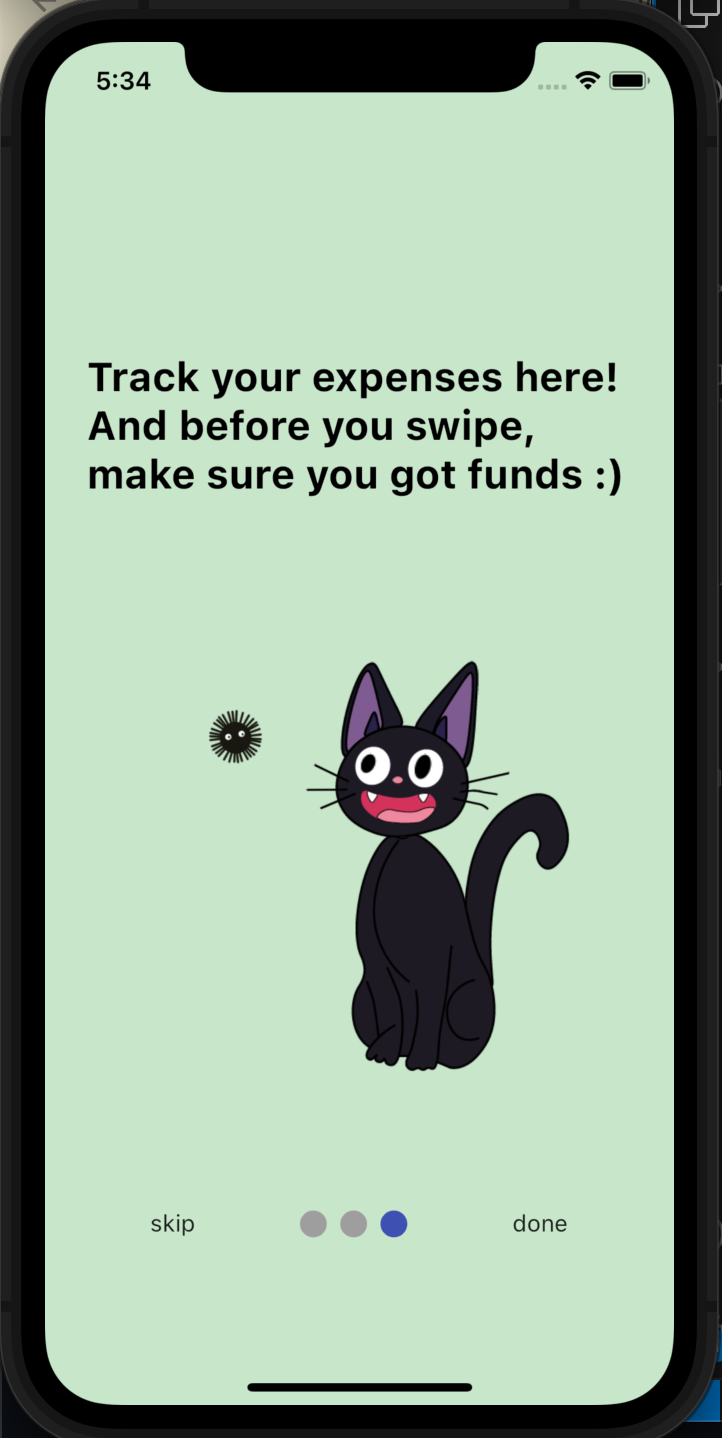 5:34
Track your expenses here!
And before you swipe,
make sure you got funds :)
skip
done